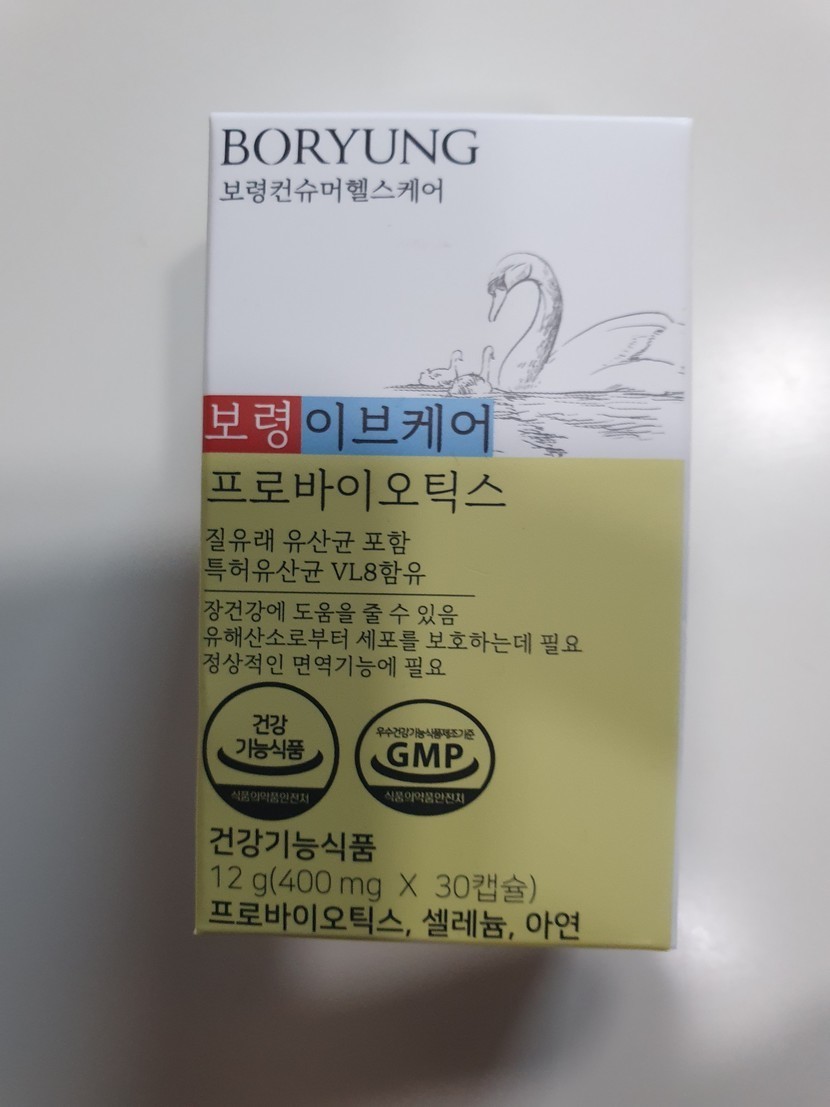 BORYUNG
보령컨슈머헬스케어
보령이브케어
프로바이오틱스
질유래 유산균 포함
특허유산균 VL8함유
장건강에 도움을 줄 수 있음
유해산소로부터 세포를 보호하는데 필요
정상적인 면역기능에 필요
건강
기능식품
식품의약품안전처
우수건강기능식품제조기준
GMP
식품의약품안전처
건강기능식품
12 g(400 mg X 30캡슐)
프로바이오틱스, 셀레늄, 아연